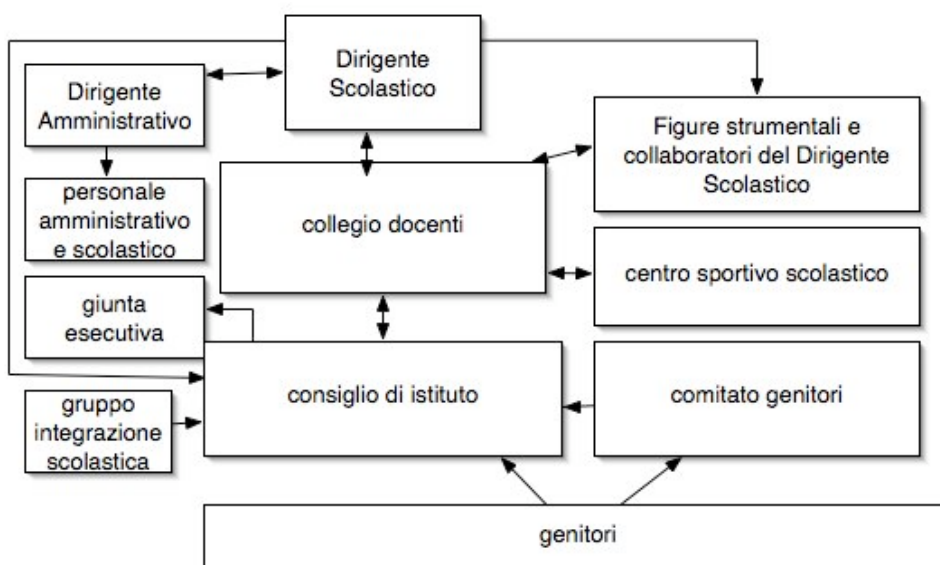 Dirigente
Scolastico
Dirigente
Amministrativo
Figure strumentali e
collaboratori del Dirigente
Scolastico
personale
amministrativo
e scolastico
collegio docenti
centro sportivo scolastico
giunta
esecutiva
consiglio di istituto
comitato genitori
gruppo
integrazione
scolastica
genitori